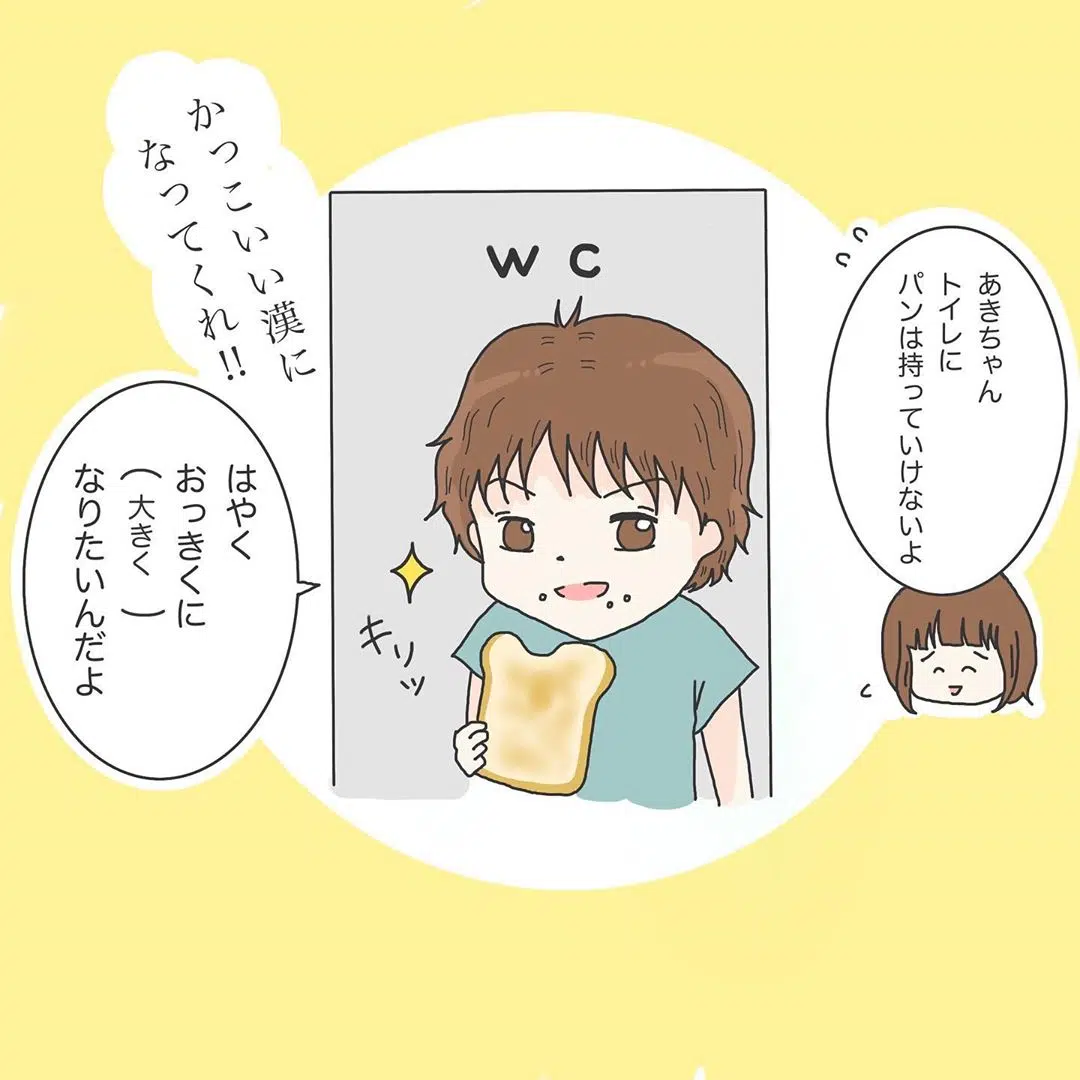 WC
あきちゃん
トイレに
パンは持っていけないよ
はやく
おっきくに
(大きく)
なりたいんだよ
キリッ
かっこいい漢に
なってくれ!!